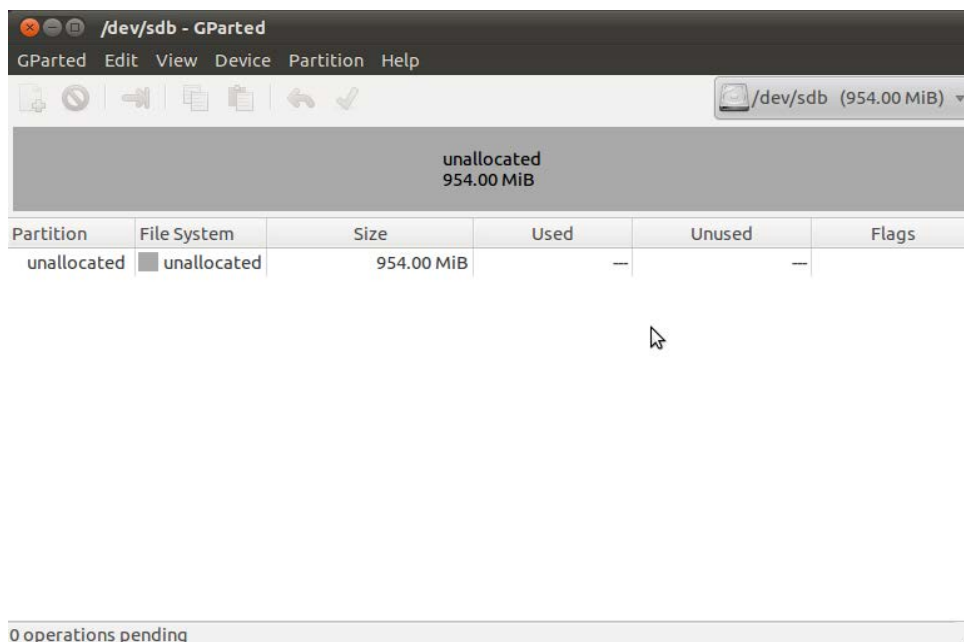 /dev/sdb - GParted
GParted Edit View Device Partition Help
/dev/sdb (954.00 MiB)
unallocated
954.00 MiB
Partition File System Size Used Unused Flags
unallocated unallocated 954.00 MiB --- ---
0 operations pending